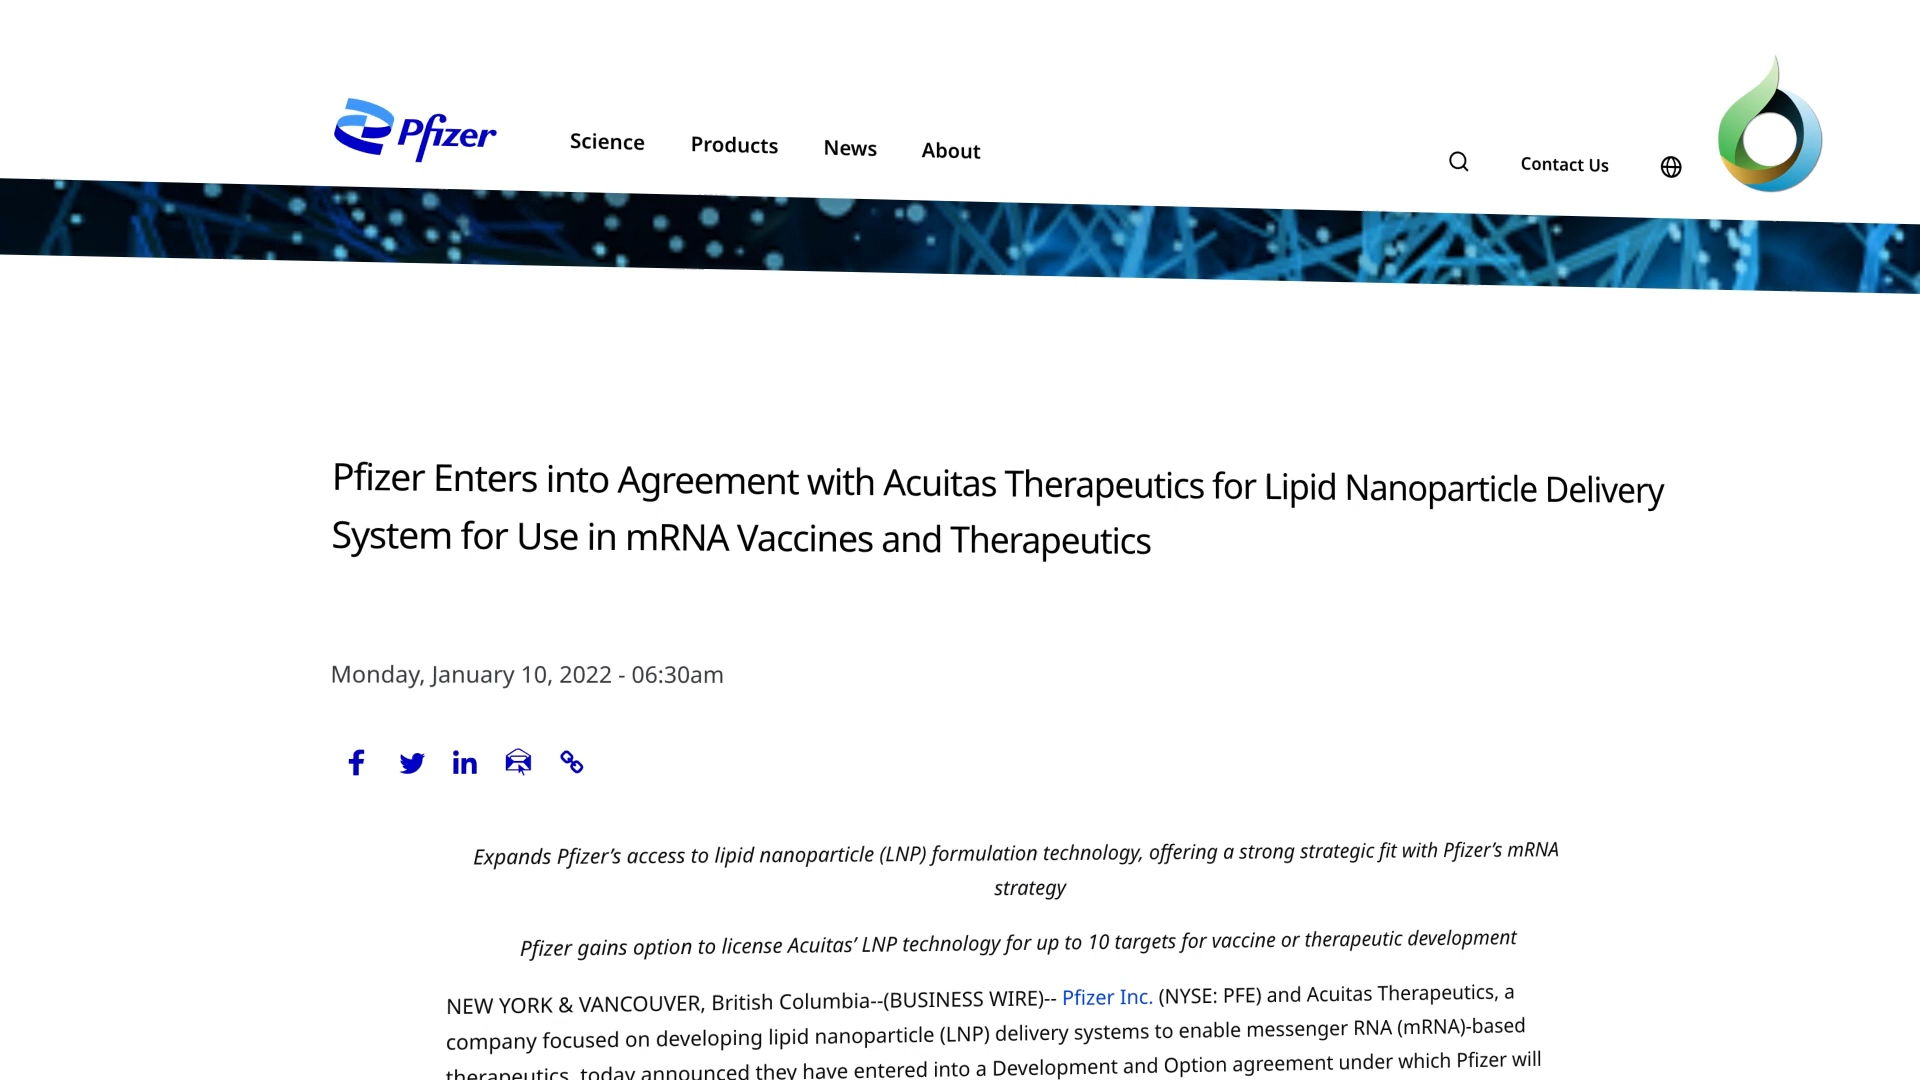 Pfizer
Science Products News About
Contact Us
Pfizer Enters into Agreement with Acuitas Therapeutics for Lipid Nanoparticle Delivery
System for Use in mRNA Vaccines and Therapeutics
Monday, January 10, 2022 - 06:30am
Expands Pfizer’s access to lipid nanoparticle (LNP) formulation technology, offering a strong strategic fit with Pfizer’s mRNA
strategy
Pfizer gains option to license Acuitas’ LNP technology for up to 10 targets for vaccine or therapeutic development
NEW YORK & VANCOUVER, British Columbia--(BUSINESS WIRE)-- Pfizer Inc. (NYSE: PFE) and Acuitas Therapeutics, a
company focused on developing lipid nanoparticle (LNP) delivery systems to enable messenger RNA (mRNA)-based
therapeutics, today announced they have entered into a Development and Option agreement under which Pfizer will